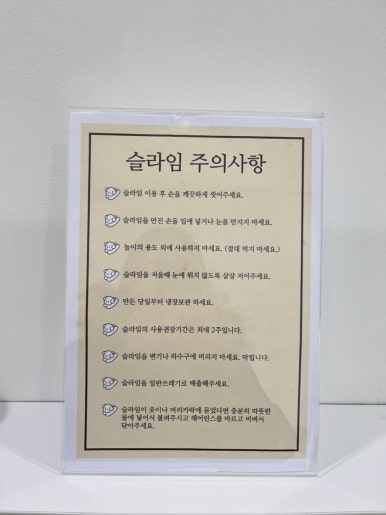 슬라임 주의사항
슬라임 이용 후 손을 깨끗하게 씻어주세요.
슬라임을 만진 손을 입에 넣거나 눈을 만지지 마세요.
놀이의 용도 외에 사용하지 마세요. (절대 먹지 마세요.)
슬라임을 저을때 눈에 튀지 않도록 살살 저어주세요.
만든 당일부터 냉장보관 하세요.
슬라임의 사용권장기간은 최대 2주입니다.
슬라임을 변기나 하수구에 버리지 마세요. 막힙니다.
슬라임을 일반쓰레기로 배출해주세요.
슬라임이 옷이나 머리카락에 묻었다면 충분히 따뜻한
물에 넣어서 불려주시고 헤어린스를 바르고 비벼서
닦아주세요.